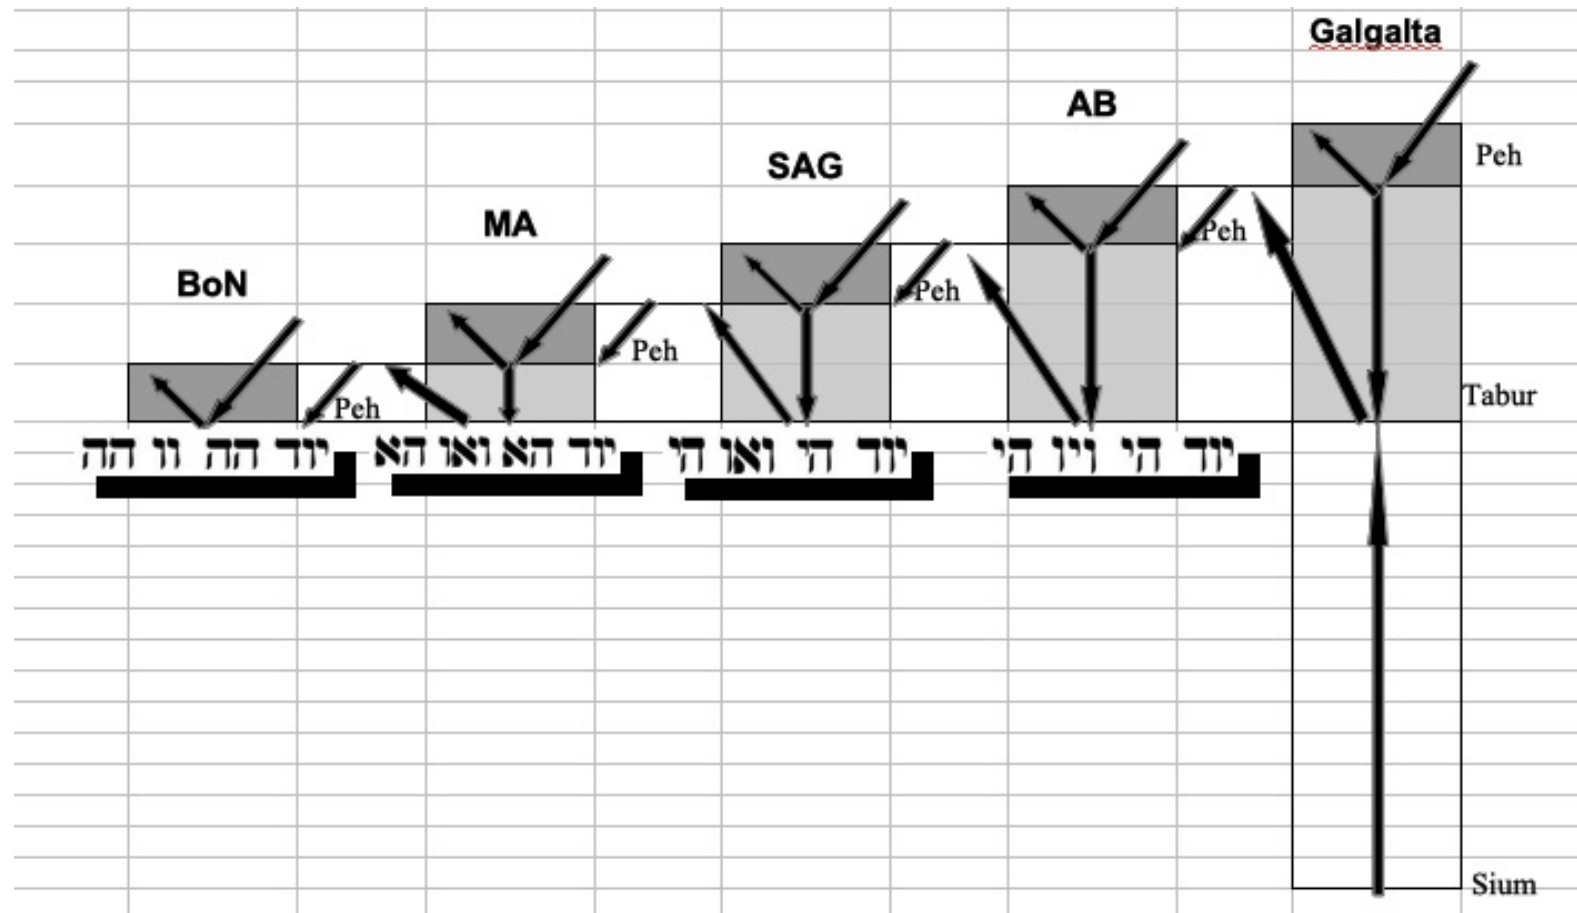 Galgalta
AB
Peh
SAG
MA
Peh
BoN
Peh
Peh
Tabur
Peh
יוד הי ויו הי
יוד הי ואו הי
יוד הא ואו הא
יוד הה וו הה
Sium